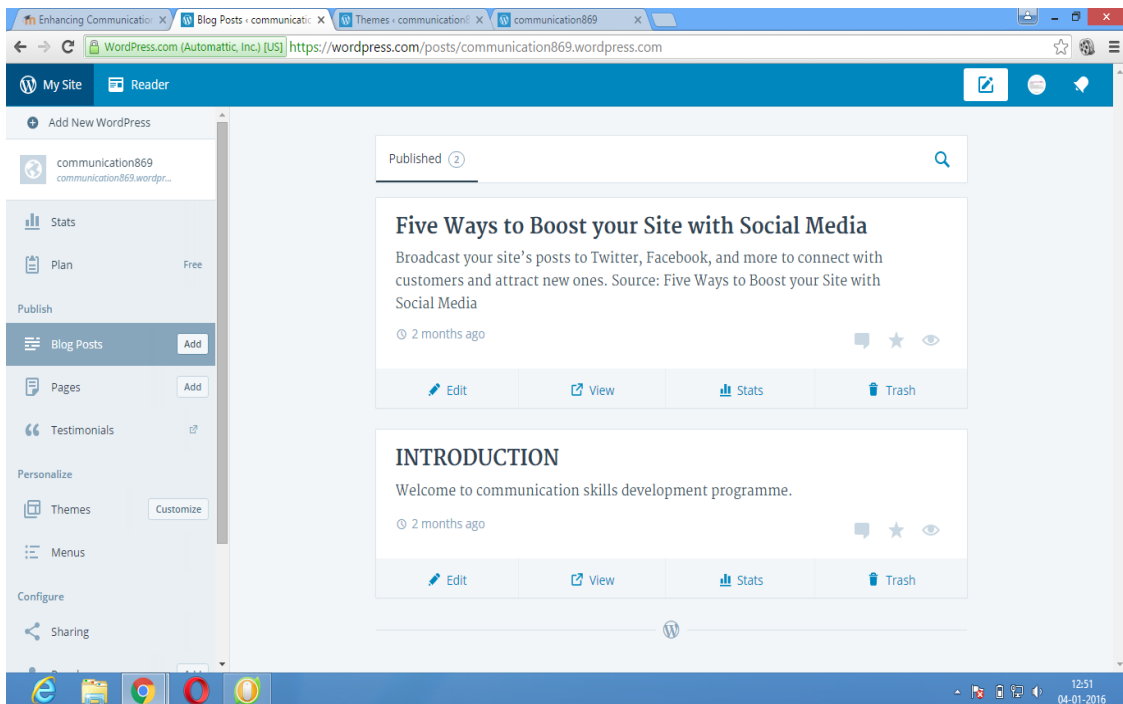 Enhancing Communication
Blog Posts ‹ communicatic
Themes ‹ communication8
communication869
WordPress.com (Automattic, Inc.) [US] https://wordpress.com/posts/communication869.wordpress.com
My Site
Reader
Add New WordPress
communication869
communication869.wordpr...
Stats
Plan Free
Publish
Blog Posts Add
Pages Add
Testimonials
Personalize
Themes Customize
Menus
Configure
Sharing
Published 2
Five Ways to Boost your Site with Social Media
Broadcast your site's posts to Twitter, Facebook, and more to connect with
customers and attract new ones. Source: Five Ways to Boost your Site with
Social Media
2 months ago
Edit View Stats Trash
INTRODUCTION
Welcome to communication skills development programme.
2 months ago
Edit View Stats Trash
12:51
04-01-2016